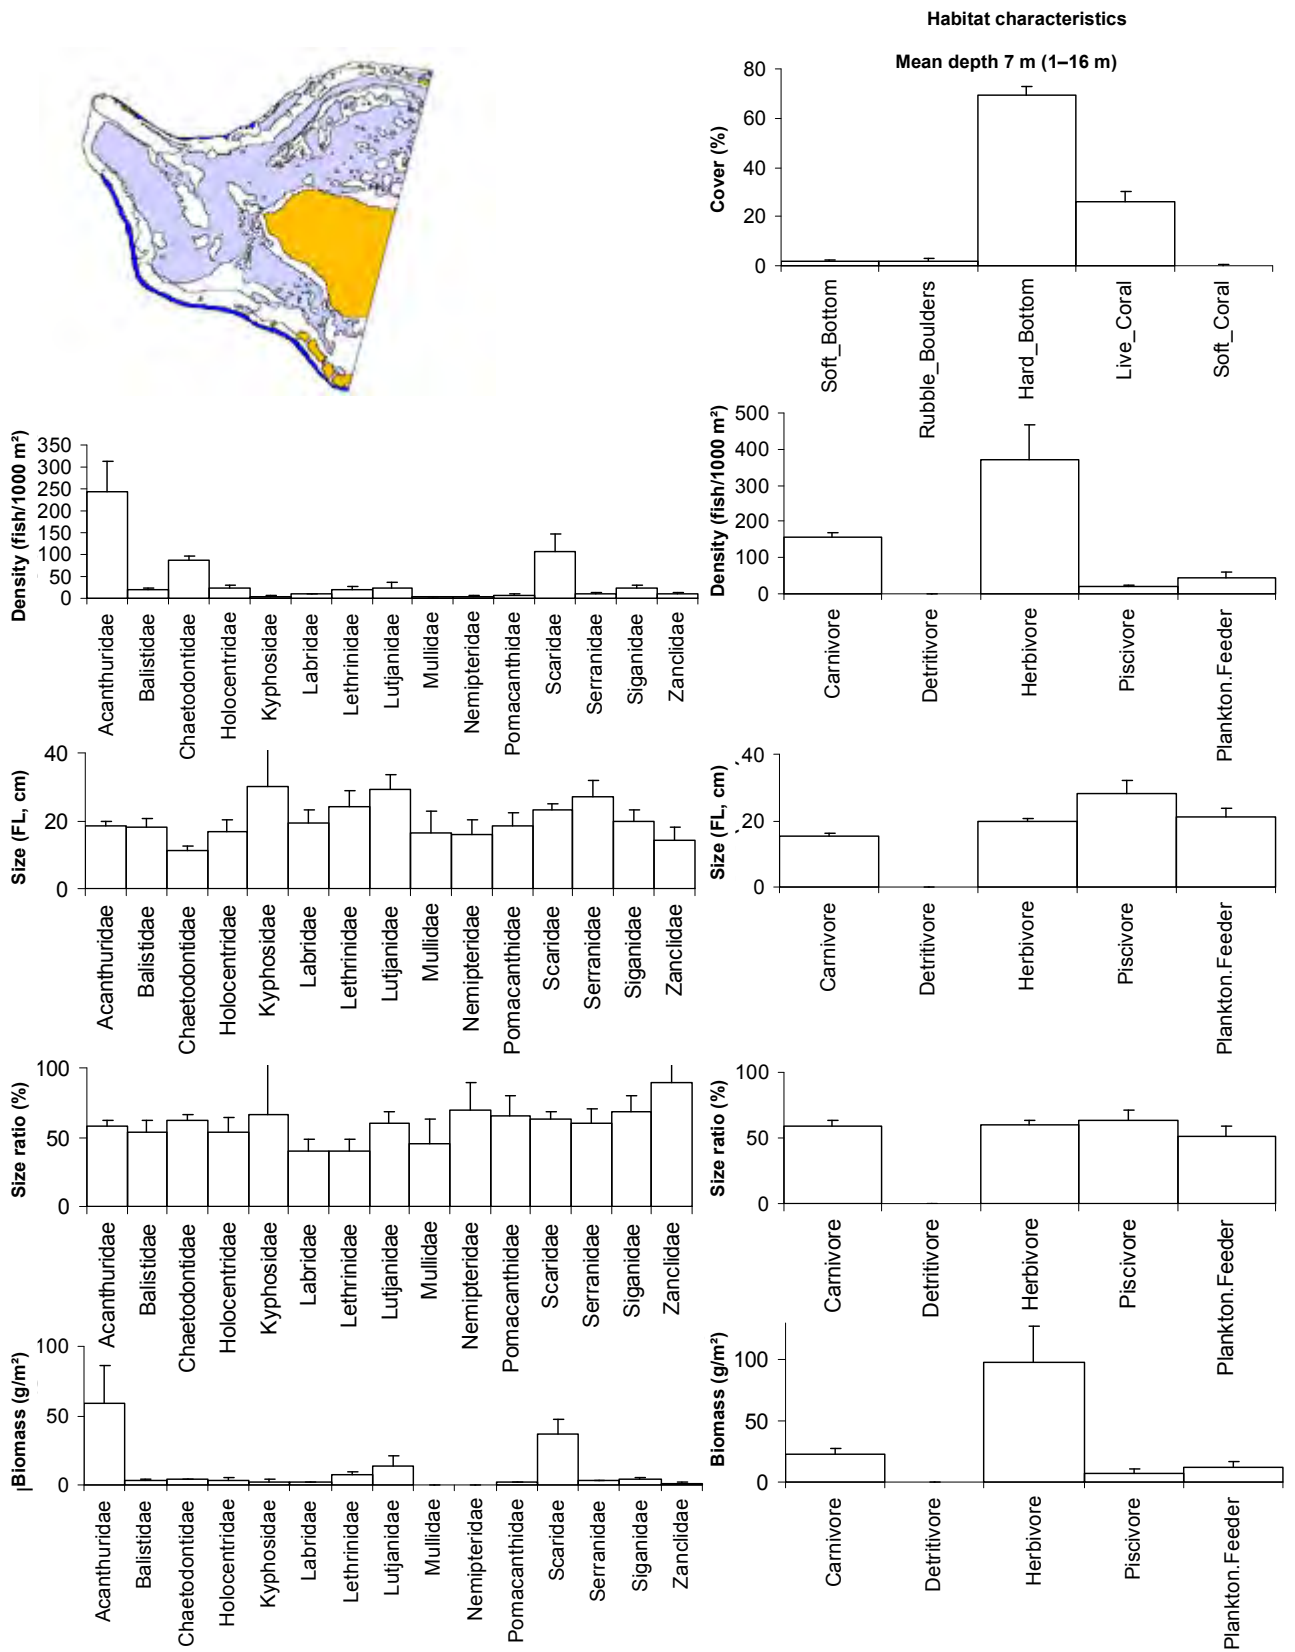 Habitat characteristics
Mean depth 7 m (1–16 m)
Cover (%)
80
60
40
20
0
Soft_Bottom
Rubble_Boulders
Hard_Bottom
Live_Coral
Soft_Coral
Density (fish/1000 m²)
350
300
250
200
150
100
50
0
Acanthuridae
Balistidae
Chaetodontidae
Holocentridae
Kyphosidae
Labridae
Lethrinidae
Lutjanidae
Mullidae
Nemipteridae
Pomacanthidae
Scaridae
Serranidae
Siganidae
Zanclidae
Density (fish/1000 m²)
500
400
300
200
100
0
Carnivore
Detritivore
Herbivore
Piscivore
Plankton.Feeder
Size (FL, cm)
40
20
0
Acanthuridae
Balistidae
Chaetodontidae
Holocentridae
Kyphosidae
Labridae
Lethrinidae
Lutjanidae
Mullidae
Nemipteridae
Pomacanthidae
Scaridae
Serranidae
Siganidae
Zanclidae
Size (FL, cm)
40
20
0
Carnivore
Detritivore
Herbivore
Piscivore
Plankton.Feeder
Size ratio (%)
100
50
0
Acanthuridae
Balistidae
Chaetodontidae
Holocentridae
Kyphosidae
Labridae
Lethrinidae
Lutjanidae
Mullidae
Nemipteridae
Pomacanthidae
Scaridae
Serranidae
Siganidae
Zanclidae
Size ratio (%)
100
50
0
Carnivore
Detritivore
Herbivore
Piscivore
Plankton.Feeder
Biomass (g/m²)
100
50
0
Acanthuridae
Balistidae
Chaetodontidae
Holocentridae
Kyphosidae
Labridae
Lethrinidae
Lutjanidae
Mullidae
Nemipteridae
Pomacanthidae
Scaridae
Serranidae
Siganidae
Zanclidae
Biomass (g/m²)
100
50
0
Carnivore
Detritivore
Herbivore
Piscivore
Plankton.Feeder